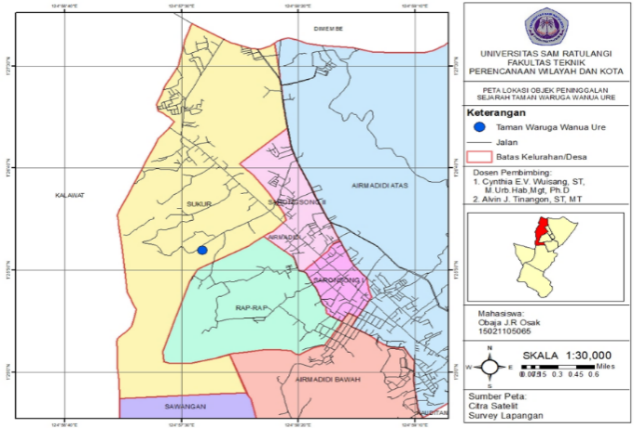 DIMEMBE
KALAWAT
SUKUR
AIRMADIDI ATAS
SARONGSONG II
AIRMADIDI
SARONGSONG I
RAP-RAP
AIRMADIDI BAWAH
SAWANGAN
UNIVERSITAS SAM RATULANGI
FAKULTAS TEKNIK
PERENCANAAN WILAYAH DAN KOTA
PETA LOKASI OBJEK PENINGGALAN
SEJARAH TAMAN WARUGA WANUA URE
Keterangan
Taman Waruga Wanua Ure
Jalan
Batas Kelurahan/Desa
Dosen Pembimbing:
1. Cynthia E.V. Wuisang, ST,
M.Urb.Hab,Mgt, Ph.D
2. Alvin J. Tinangon, ST, MT
Mahasiswa:
Obaja J.R Osak
15021105065
N
W E
S
SKALA 1:30,000
Miles
0.3 0.45 0.6
Sumber Peta:
Citra Satelit
Survey Lapangan